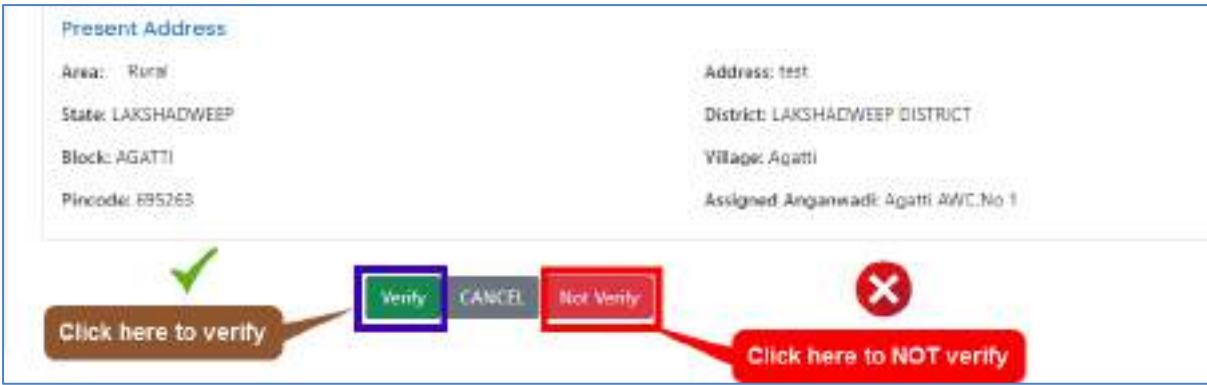 Present Address
Area: Rural
Address: test
State: LAKSHADWEEP
District: LAKSHADWEEP DISTRICT
Block: AGATTI
Village: Agatti
Pincode: 695263
Assigned Anganwadi: Agatti AWC.No 1
Verify
CANCEL
Not Verify
Click here to verify
Click here to NOT verify